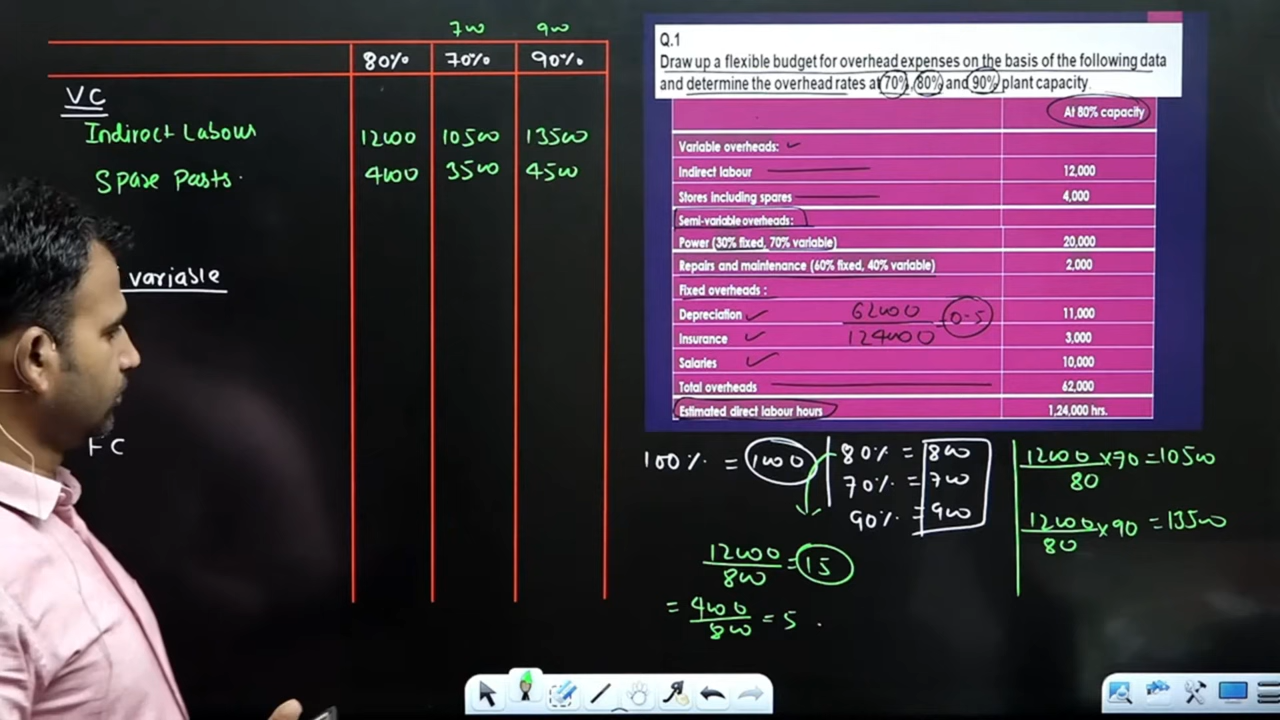 700 900
80% 70% 90%
VC
Indirect Labour 12000 10500 13500
Spare Parts. 4000 3500 4500
variable
FC
Q.1
Draw up a flexible budget for overhead expenses on the basis of the following data
and determine the overhead rates at 70%, 80% and 90% plant capacity
At 80% capacity
Variable overheads:
Indirect labour 12,000
Stores including spares 4,000
Semi-variable overheads:
Power (30% fixed, 70% variable) 20,000
Repairs and maintenance (60% fixed, 40% variable) 2,000
Fixed overheads :
Depreciation 11,000
Insurance 3,000
Salaries 10,000
Total overheads 62,000
Estimated direct labour hours 1,24,000 hrs.
62000
124000
= 0.5
100% = 1000
80% = 800
70% = 700
90% = 900
12000
800
= 15
= 4000
800
= 5 .
12000
80
×70 = 10500
12000
80
×90 = 13500